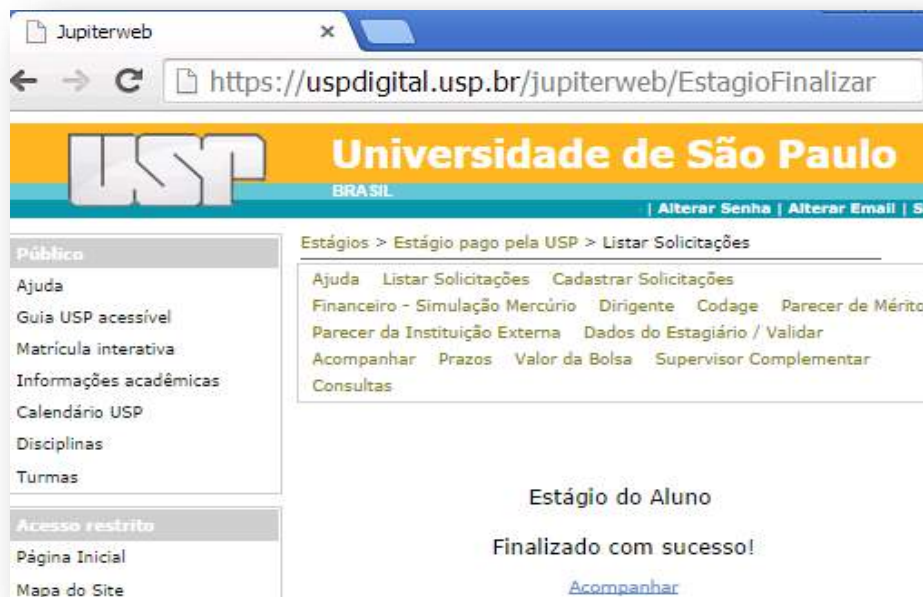 Jupiterweb
https://uspdigital.usp.br/jupiterweb/EstagioFinalizar
USP
Universidade de São Paulo
BRASIL
| Alterar Senha | Alterar Email | S
Público
Ajuda
Guia USP acessível
Matrícula interativa
Informações acadêmicas
Calendário USP
Disciplinas
Turmas
Acesso restrito
Página Inicial
Mapa do Site
Estágios > Estágio pago pela USP > Listar Solicitações
Ajuda Listar Solicitações Cadastrar Solicitações
Financeiro - Simulação Mercúrio Dirigente Codage Parecer de Mérito
Parecer da Instituição Externa Dados do Estagiário / Validar
Acompanhar Prazos Valor da Bolsa Supervisor Complementar
Consultas
Estágio do Aluno
Finalizado com sucesso!
Acompanhar